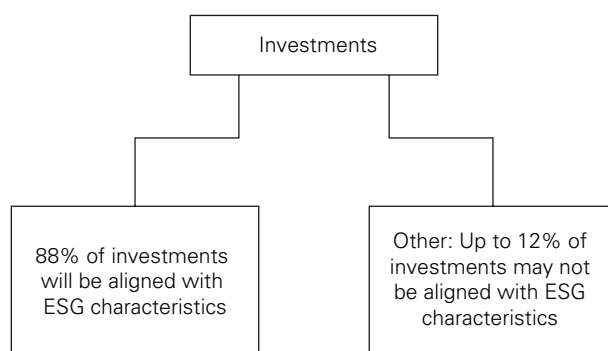 Investments
88% of investments
will be aligned with
ESG characteristics
Other: Up to 12% of
investments may not
be aligned with ESG
characteristics